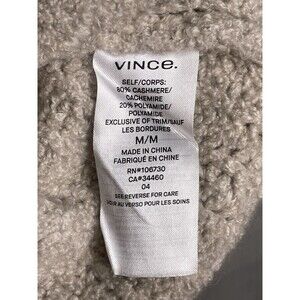 VINCE.
SELF/CORPS:
80% CASHMERE/
CACHEMIRE
20% POLYAMIDE/
POLYAMIDE
EXCLUSIVE OF TRIM/SAUF
LES BORDURES
M/M
MADE IN CHINA
FABRIQUÉ EN CHINE
RN#106730
CA#34460
04
SEE REVERSE FOR CARE
VOIR AU VERSO POUR LES SOINS